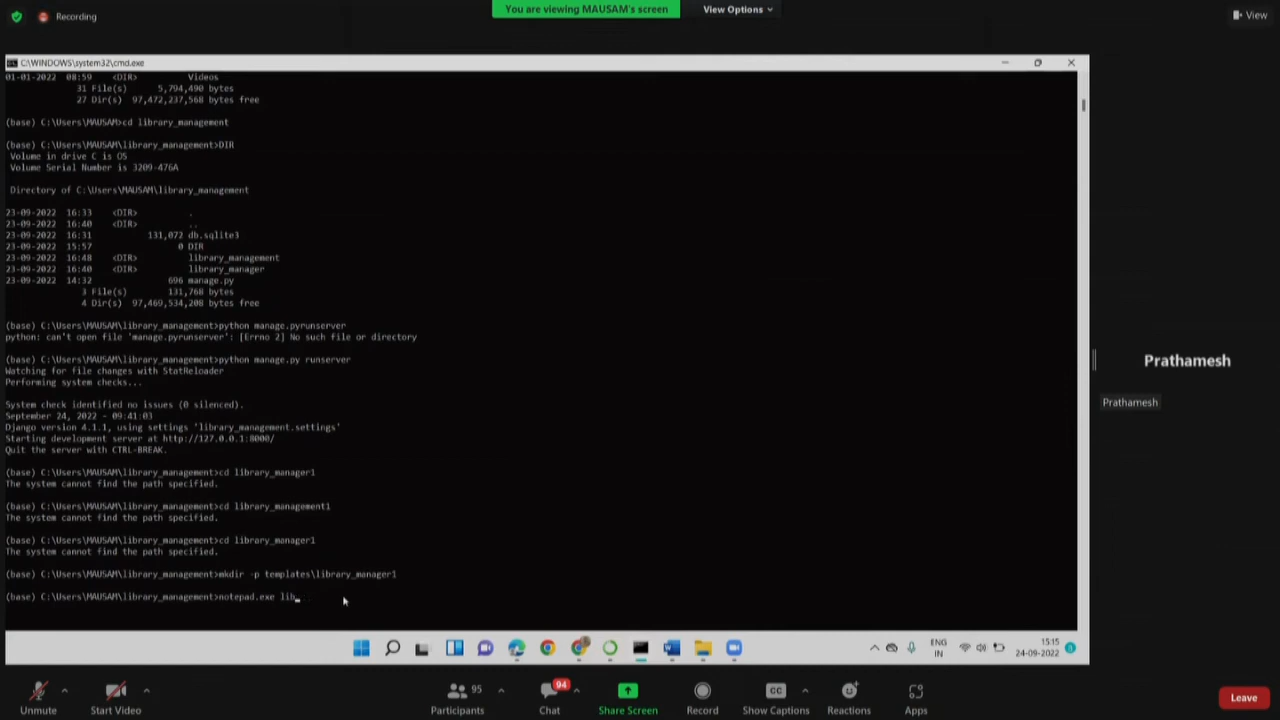 You are viewing MAUSAM's screen
View Options
Recording
View
C:\WINDOWS\system32\cmd.exe
01-01-2022 08:59 <DIR> Videos
31 File(s) 5,794,490 bytes
27 Dir(s) 97,472,237,568 bytes free
(base) C:\Users\MAUSAM>cd library_management
(base) C:\Users\MAUSAM\library_management>DIR
Volume in drive C is OS
Volume Serial Number is 3209-476A
Directory of C:\Users\MAUSAM\library_management
23-09-2022 16:33 <DIR> .
23-09-2022 16:40 <DIR> ..
23-09-2022 16:31 131,072 db.sqlite3
23-09-2022 15:57 0 DIR
23-09-2022 16:48 <DIR> library_management
23-09-2022 16:40 <DIR> library_manager
23-09-2022 14:32 696 manage.py
3 File(s) 131,768 bytes
4 Dir(s) 97,469,534,208 bytes free
(base) C:\Users\MAUSAM\library_management>python manage.pyrunserver
python: can't open file 'manage.pyrunserver': [Errno 2] No such file or directory
(base) C:\Users\MAUSAM\library_management>python manage.py runserver
Watching for file changes with StatReloader
Performing system checks...
System check identified no issues (0 silenced).
September 24, 2022 - 09:41:03
Django version 4.1.1, using settings 'library_management.settings'
Starting development server at http://127.0.0.1:8000/
Quit the server with CTRL-BREAK.
(base) C:\Users\MAUSAM\library_management>cd library_manager1
The system cannot find the path specified.
(base) C:\Users\MAUSAM\library_management>cd library_management1
The system cannot find the path specified.
(base) C:\Users\MAUSAM\library_management>cd library_manager1
The system cannot find the path specified.
(base) C:\Users\MAUSAM\library_management>mkdir -p templates\library_manager1
(base) C:\Users\MAUSAM\library_management>notepad.exe lib_
Prathamesh
Prathamesh
ENG
IN
15:15
24-09-2022
Unmute
Start Video
95
Participants
94
Chat
Share Screen
Record
CC
Show Captions
Reactions
Apps
Leave